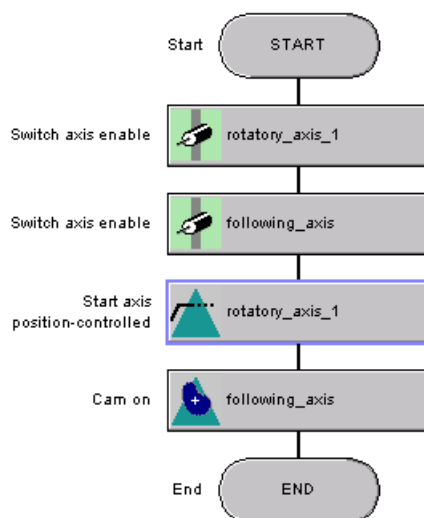 Start START
Switch axis enable rotatory_axis_1
Switch axis enable following_axis
Start axis
position-controlled rotatory_axis_1
Cam on following_axis
End END